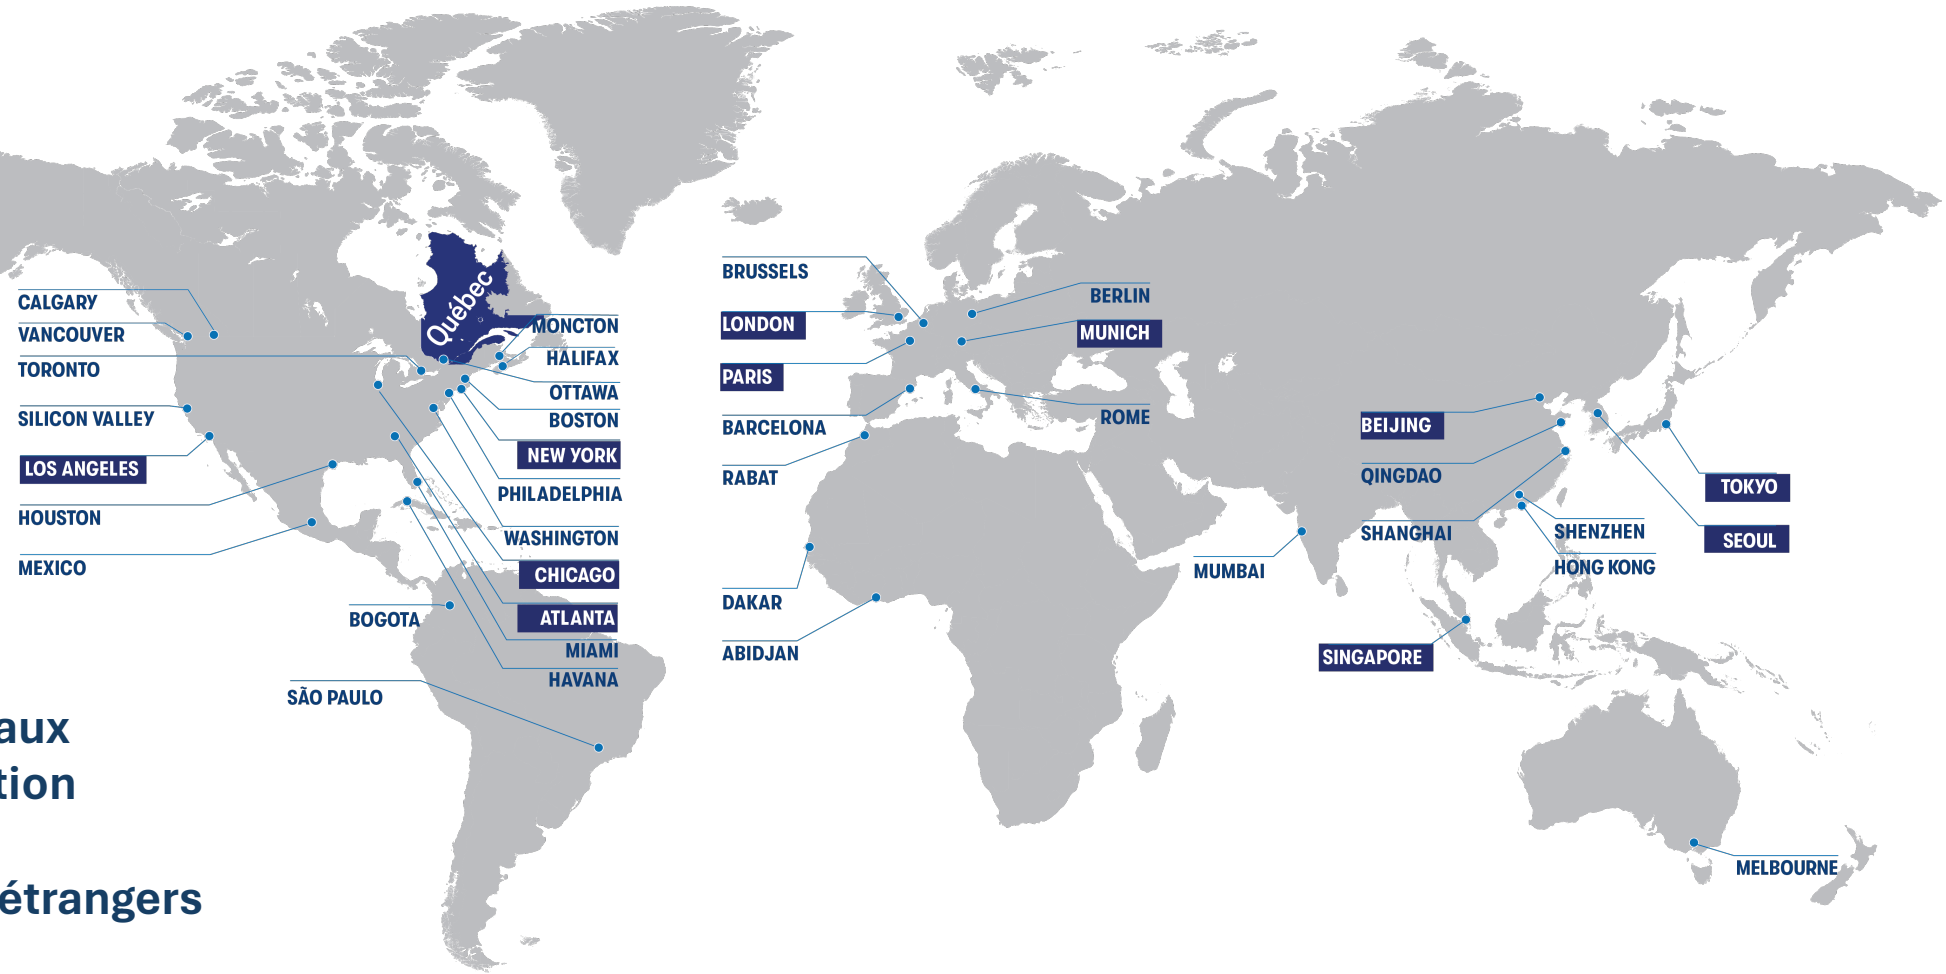 CALGARY
VANCOUVER
TORONTO
SILICON VALLEY
LOS ANGELES
HOUSTON
MEXICO
Québec
MONCTON
HALIFAX
OTTAWA
BOSTON
NEW YORK
PHILADELPHIA
WASHINGTON
CHICAGO
ATLANTA
MIAMI
HAVANA
BOGOTA
SÃO PAULO
BRUSSELS
LONDON
PARIS
BARCELONA
RABAT
DAKAR
ABIDJAN
BERLIN
MUNICH
ROME
MUMBAI
BEIJING
QINGDAO
SHANGHAI
SHENZHEN
HONG KONG
TOKYO
SEOUL
SINGAPORE
MELBOURNE
aux
tion
étrangers